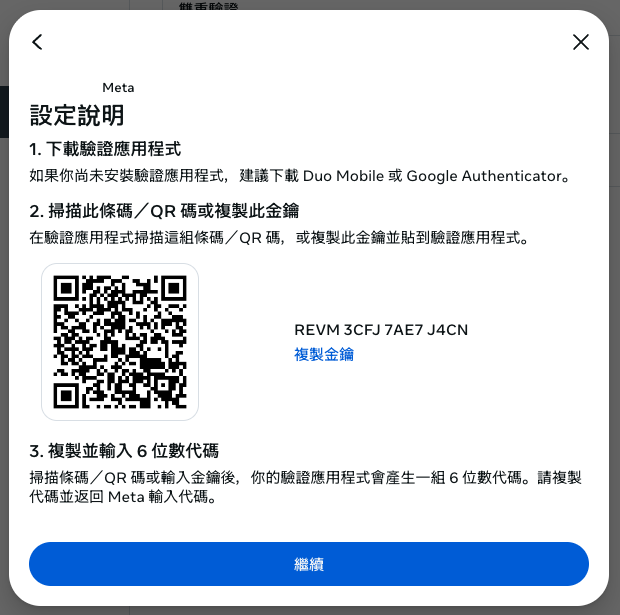 雙重驗證
Meta
設定說明
1. 下載驗證應用程式
如果你尚未安裝驗證應用程式，建議下載 Duo Mobile 或 Google Authenticator。
2. 掃描此條碼／QR 碼或複製此金鑰
在驗證應用程式掃描這組條碼／QR 碼，或複製此金鑰並貼到驗證應用程式。
REVM 3CFJ 7AE7 J4CN
複製金鑰
3. 複製並輸入 6 位數代碼
掃描條碼／QR 碼或輸入金鑰後，你的驗證應用程式會產生一組 6 位數代碼。請複製
代碼並返回 Meta 輸入代碼。
繼續